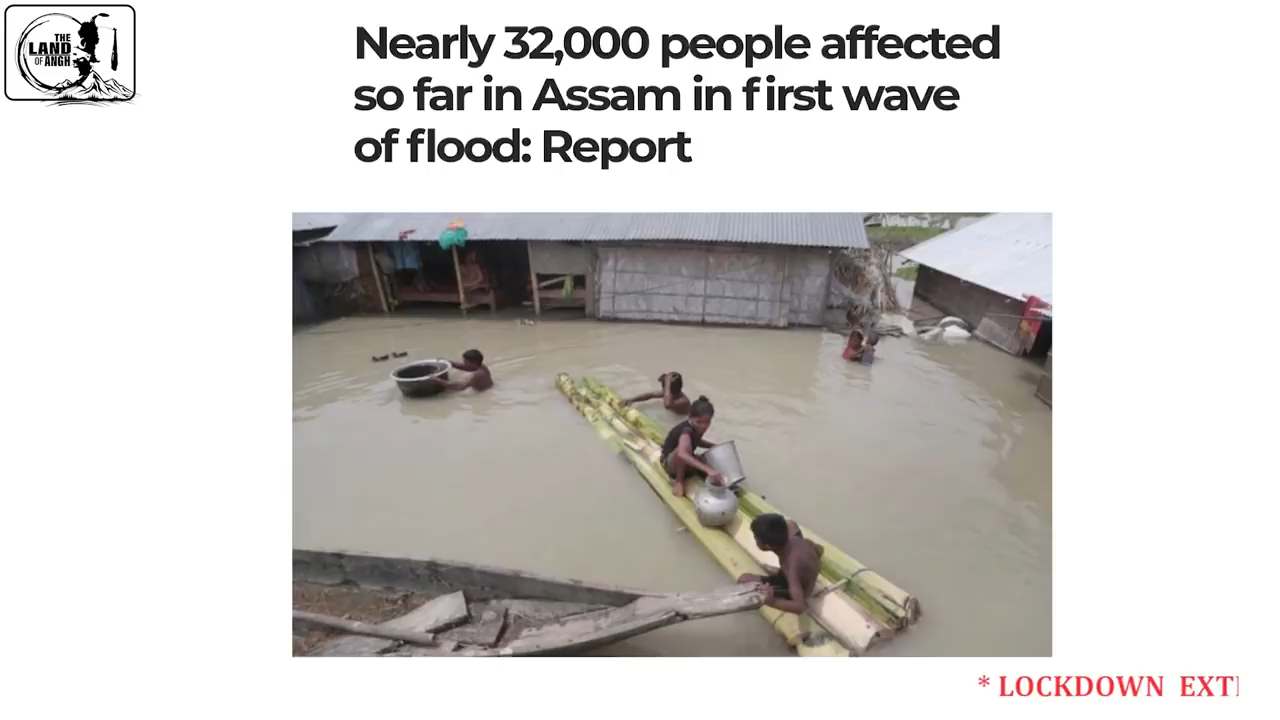 THE
LAND
OF ANGH
Nearly 32,000 people affected
so far in Assam in first wave
of flood: Report
* LOCKDOWN EXT